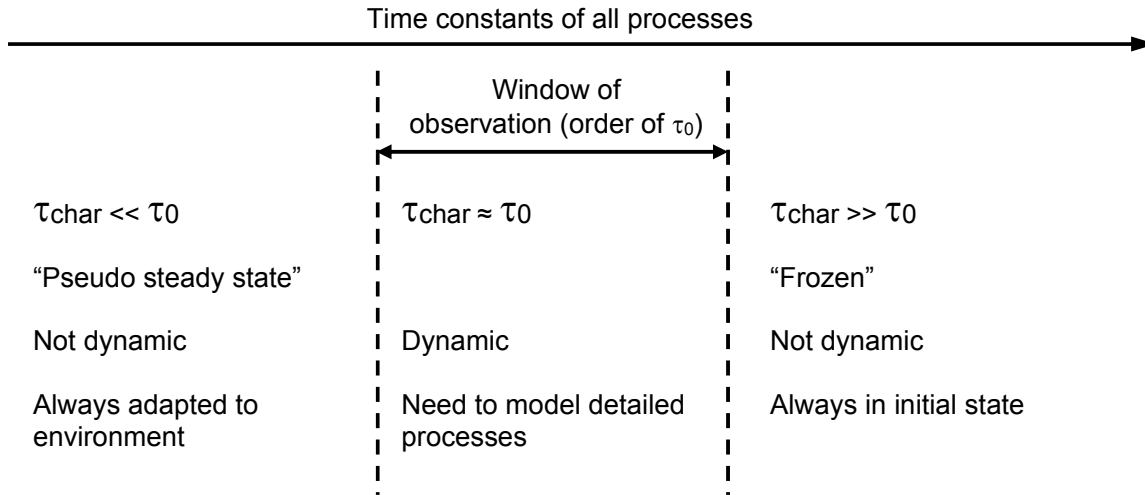 Time constants of all processes
Window of
observation (order of τ0)
τchar << τ0
τchar ≈ τ0
τchar >> τ0
“Pseudo steady state”
“Frozen”
Not dynamic
Dynamic
Not dynamic
Always adapted to
environment
Need to model detailed
processes
Always in initial state